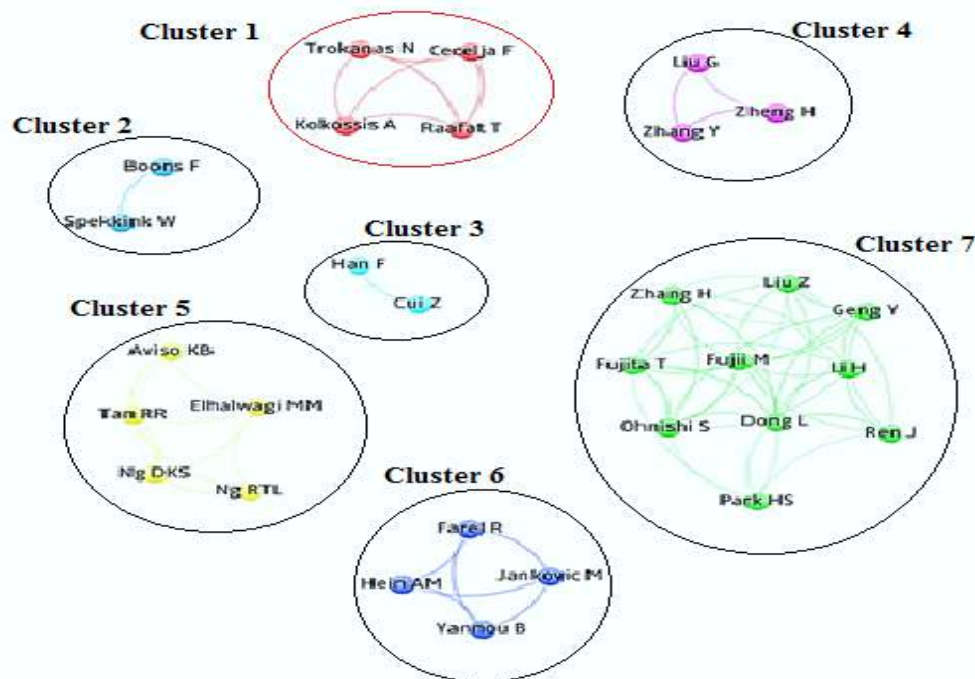 Cluster 1
Trokanas N
Cecelja F
Kolkossis A
Raafat T
Cluster 4
Liu G
Zheng H
Zhang Y
Cluster 2
Boons F
Spekkink W
Cluster 3
Han F
Cui Z
Cluster 7
Zhang H
Liu Z
Geng Y
Fujita T
Fujii M
Li H
Ohnishi S
Dong L
Ren J
Park HS
Cluster 5
Aviso KB
Tan RR
Elhalwagi MM
Ng DKS
Ng RTL
Cluster 6
Farel R
Hein AM
Jankovic M
Yannou B